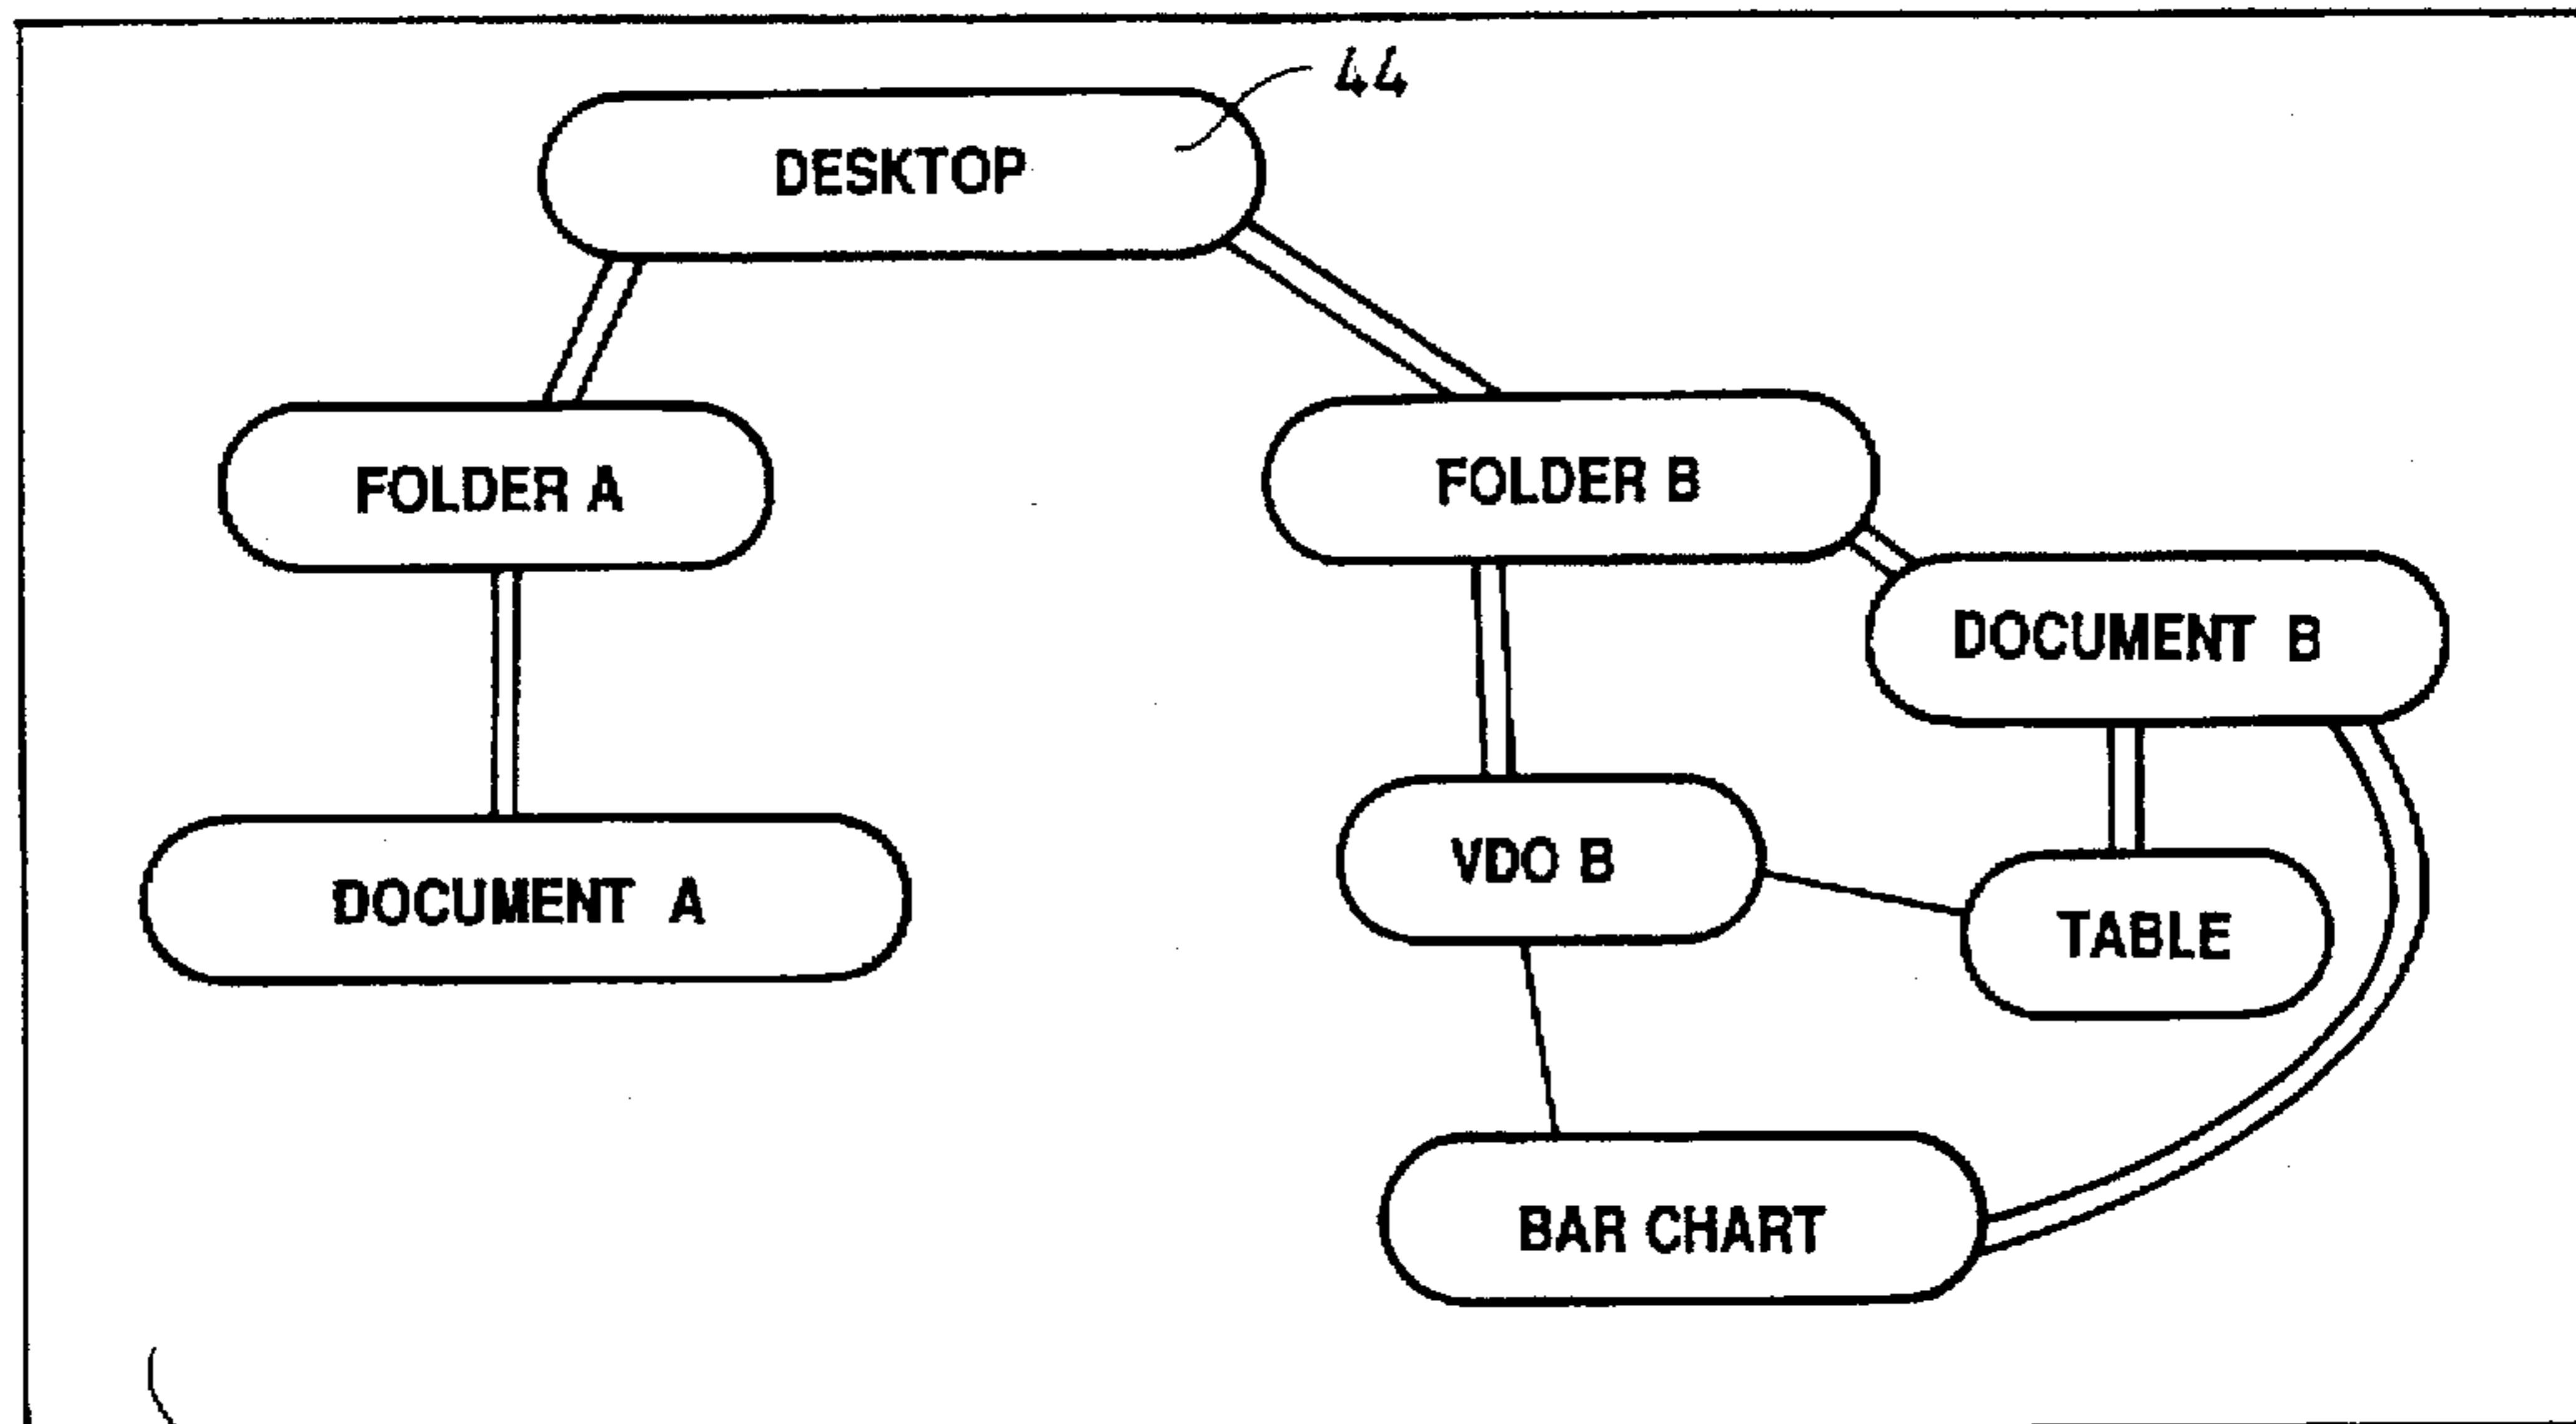 44
DESKTOP
FOLDER A
FOLDER B
DOCUMENT B
VDO B
DOCUMENT A
TABLE
BAR CHART